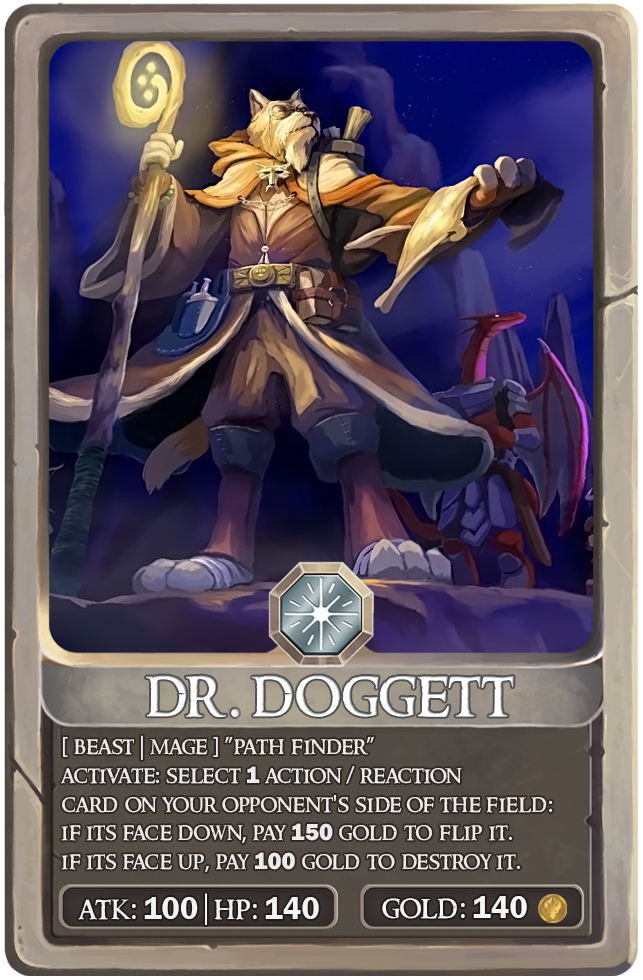 DR. DOGGETT
[ BEAST | MAGE ] "PATH FINDER"
ACTIVATE: SELECT 1 ACTION / REACTION
CARD ON YOUR OPPONENT'S SIDE OF THE FIELD:
IF ITS FACE DOWN, PAY 150 GOLD TO FLIP IT.
IF ITS FACE UP, PAY 100 GOLD TO DESTROY IT.
ATK: 100 | HP: 140 GOLD: 140